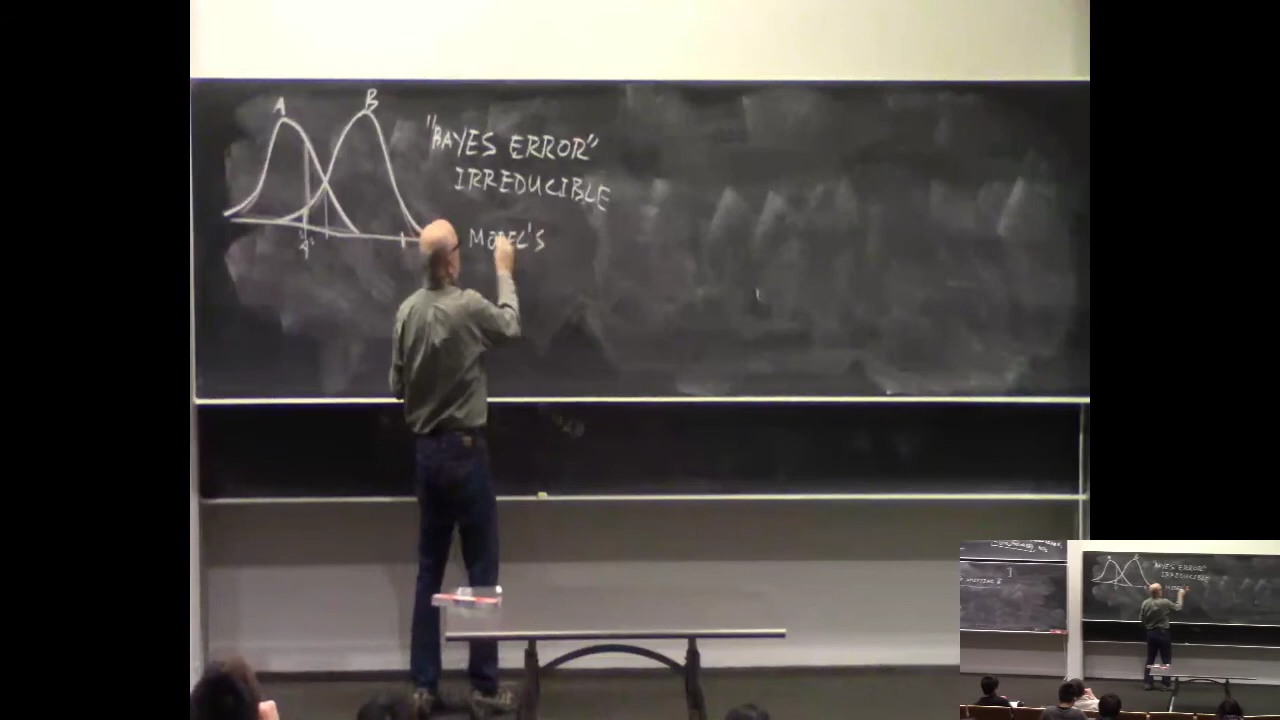 A
B
"BAYES ERROR"
IRREDUCIBLE
MODEL'S